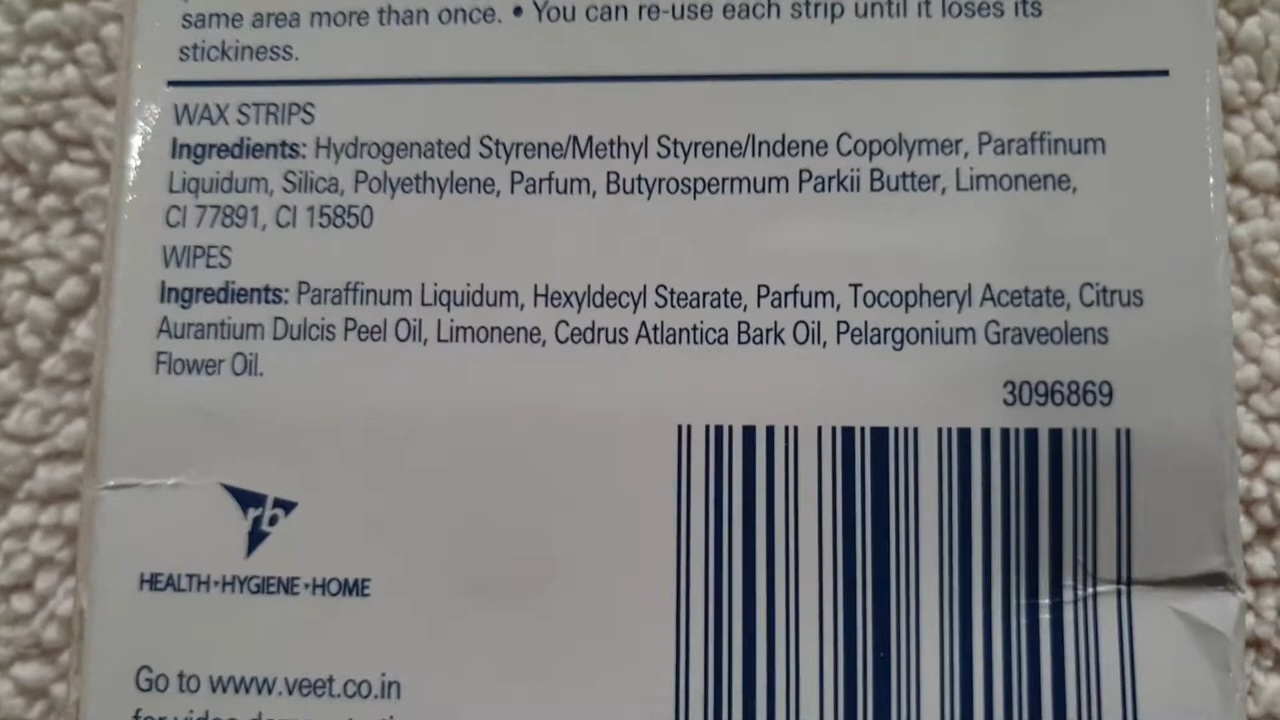 same area more than once. • You can re-use each strip until it loses its
stickiness.
WAX STRIPS
Ingredients: Hydrogenated Styrene/Methyl Styrene/Indene Copolymer, Paraffinum
Liquidum, Silica, Polyethylene, Parfum, Butyrospermum Parkii Butter, Limonene,
CI 77891, CI 15850
WIPES
Ingredients: Paraffinum Liquidum, Hexyldecyl Stearate, Parfum, Tocopheryl Acetate, Citrus
Aurantium Dulcis Peel Oil, Limonene, Cedrus Atlantica Bark Oil, Pelargonium Graveolens
Flower Oil.
3096869
rb
HEALTH•HYGIENE•HOME
Go to www.veet.co.in
for video